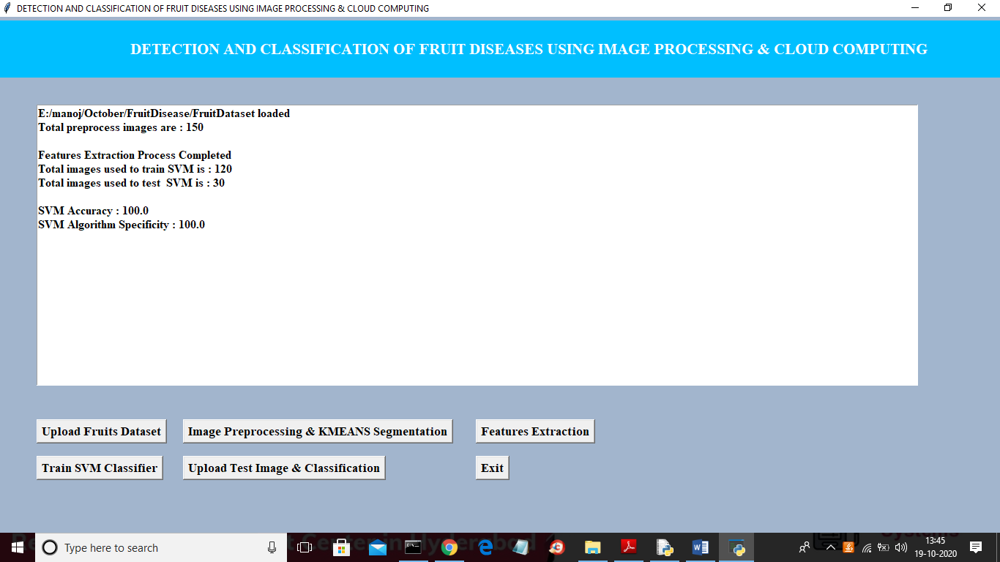 DETECTION AND CLASSIFICATION OF FRUIT DISEASES USING IMAGE PROCESSING & CLOUD COMPUTING
DETECTION AND CLASSIFICATION OF FRUIT DISEASES USING IMAGE PROCESSING & CLOUD COMPUTING
E:/manoj/October/FruitDisease/FruitDataset loaded
Total preprocess images are : 150
Features Extraction Process Completed
Total images used to train SVM is : 120
Total images used to test  SVM is : 30
SVM Accuracy : 100.0
SVM Algorithm Specificity : 100.0
Upload Fruits Dataset
Image Preprocessing & KMEANS Segmentation
Features Extraction
Train SVM Classifier
Upload Test Image & Classification
Exit
Type here to search
Systems
13:45
19-10-2020